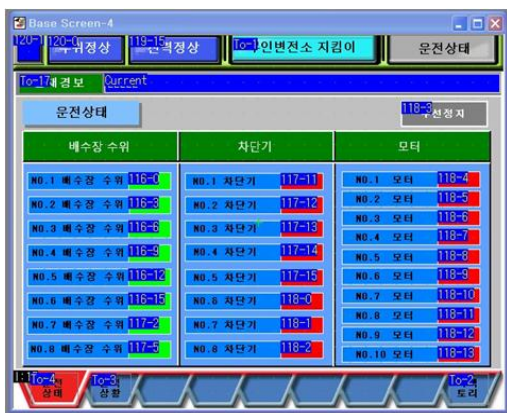 Base Screen-4
120-1 120-0 수위정상 119-15 전력정상 To-1 무인변전소 지킴이 운전상태
To-17 재경보 Current
운전상태 118-3 우선정지
배수장 수위 차단기 모터
NO.1 배수장 수위 116-0
NO.2 배수장 수위 116-3
NO.3 배수장 수위 116-6
NO.4 배수장 수위 116-9
NO.5 배수장 수위 116-12
NO.6 배수장 수위 116-15
NO.7 배수장 수위 117-2
NO.8 배수장 수위 117-5
NO.1 차단기 117-11
NO.2 차단기 117-12
NO.3 차단기 117-13
NO.4 차단기 117-14
NO.5 차단기 117-15
NO.6 차단기 118-0
NO.7 차단기 118-1
NO.8 차단기 118-2
NO.1 모터 118-4
NO.2 모터 118-5
NO.3 모터 118-6
NO.4 모터 118-7
NO.5 모터 118-8
NO.6 모터 118-9
NO.7 모터 118-10
NO.8 모터 118-11
NO.9 모터 118-12
NO.10 모터 118-13
To-4 To-3 To-2
상태 상황 토리